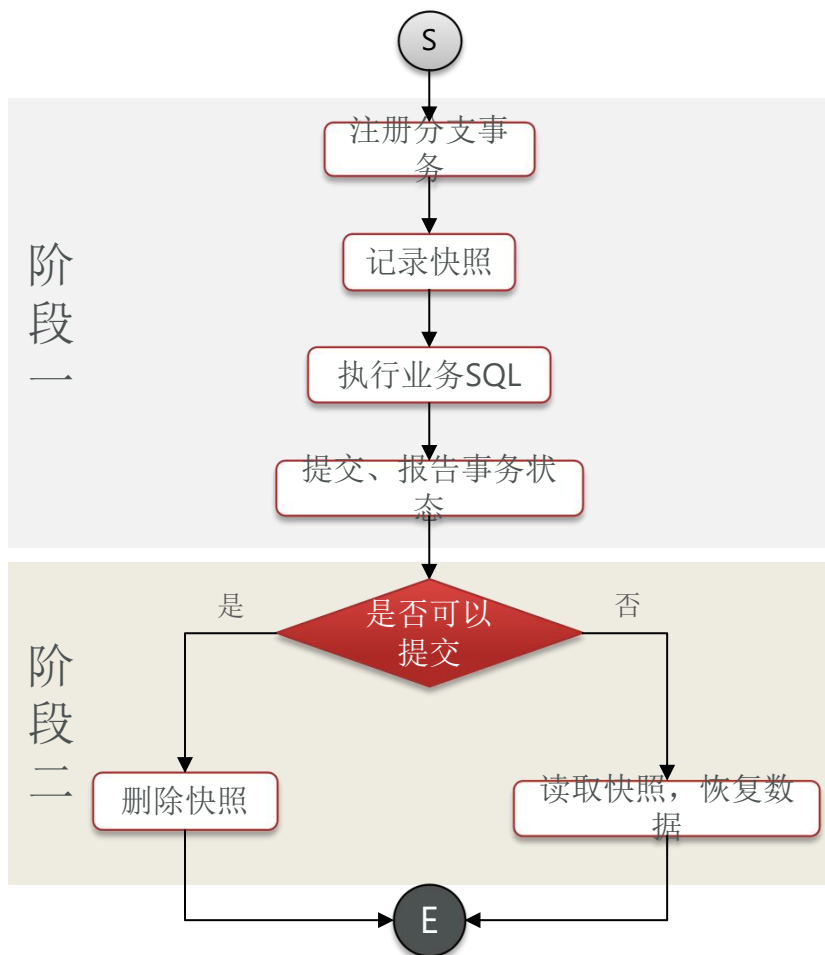 S
注册分支事
务
记录快照
执行业务SQL
提交、报告事务状
态
阶
段
一
是
是否可以
提交
否
阶
段
二
删除快照
读取快照，恢复数
据
E